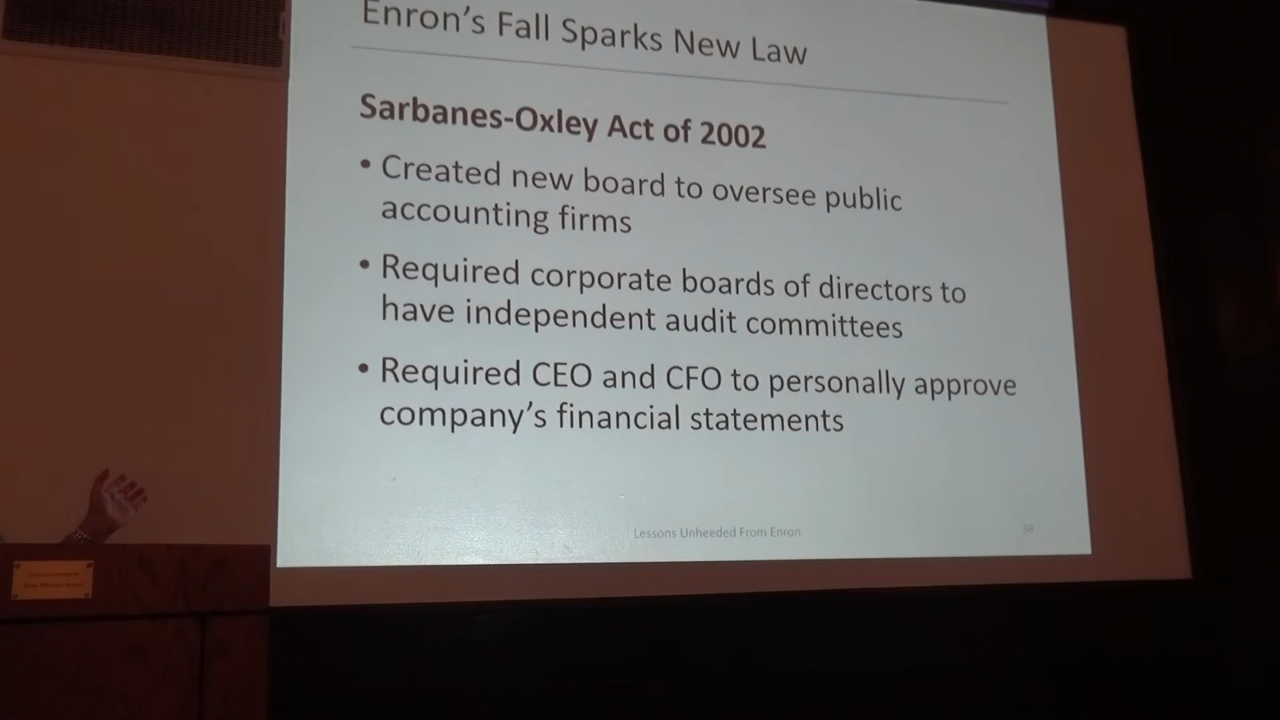 Enron’s Fall Sparks New Law
Sarbanes-Oxley Act of 2002
• Created new board to oversee public
accounting firms
• Required corporate boards of directors to
have independent audit committees
• Required CEO and CFO to personally approve
company’s financial statements
Lessons Unheeded From Enron